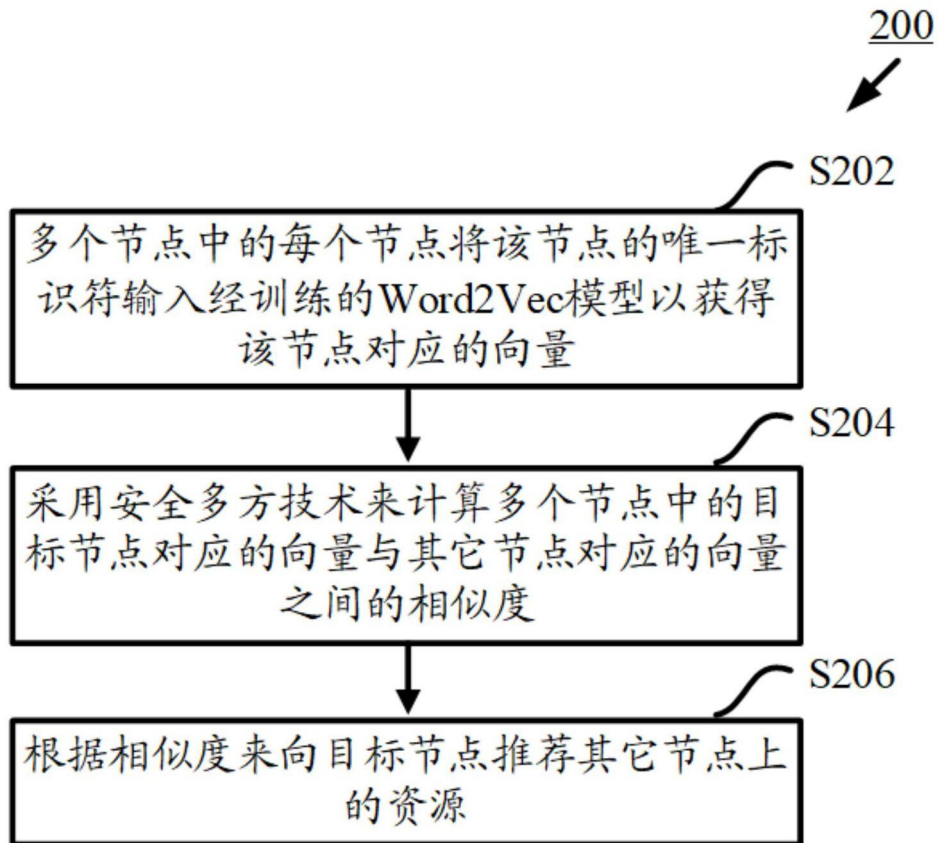 200
S202
多个节点中的每个节点将该节点的唯一标
识符输入经训练的Word2Vec模型以获得
该节点对应的向量
S204
采用安全多方技术来计算多个节点中的目
标节点对应的向量与其它节点对应的向量
之间的相似度
S206
根据相似度来向目标节点推荐其它节点上
的资源